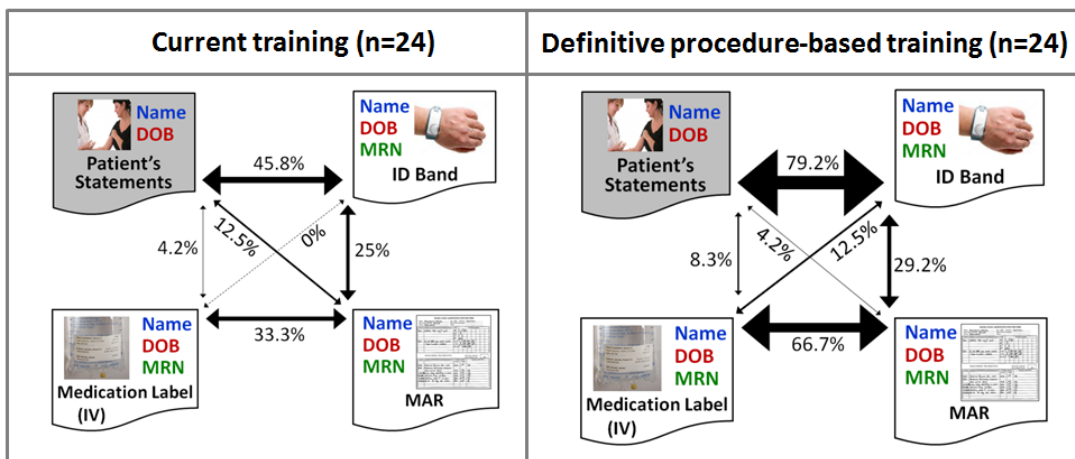 Current training (n=24)
Definitive procedure-based training (n=24)
Name
DOB
Patient's
Statements
Name
DOB
MRN
ID Band
45.8%
4.2%
12.5%
0%
25%
33.3%
Name
DOB
MRN
Medication Label
(IV)
Name
DOB
MRN
MAR
Name
DOB
Patient's
Statements
Name
DOB
MRN
ID Band
79.2%
8.3%
4.2%
12.5%
29.2%
66.7%
Name
DOB
MRN
Medication Label
(IV)
Name
DOB
MRN
MAR